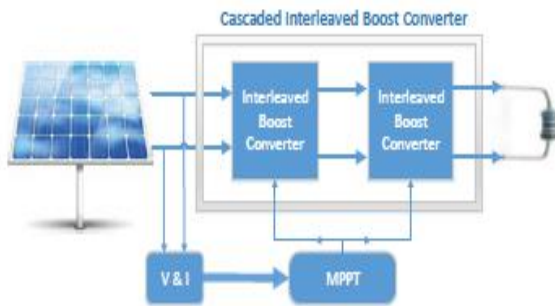 Cascaded Interleaved Boost Converter
Interleaved
Boost
Converter
Interleaved
Boost
Converter
V & I
MPPT